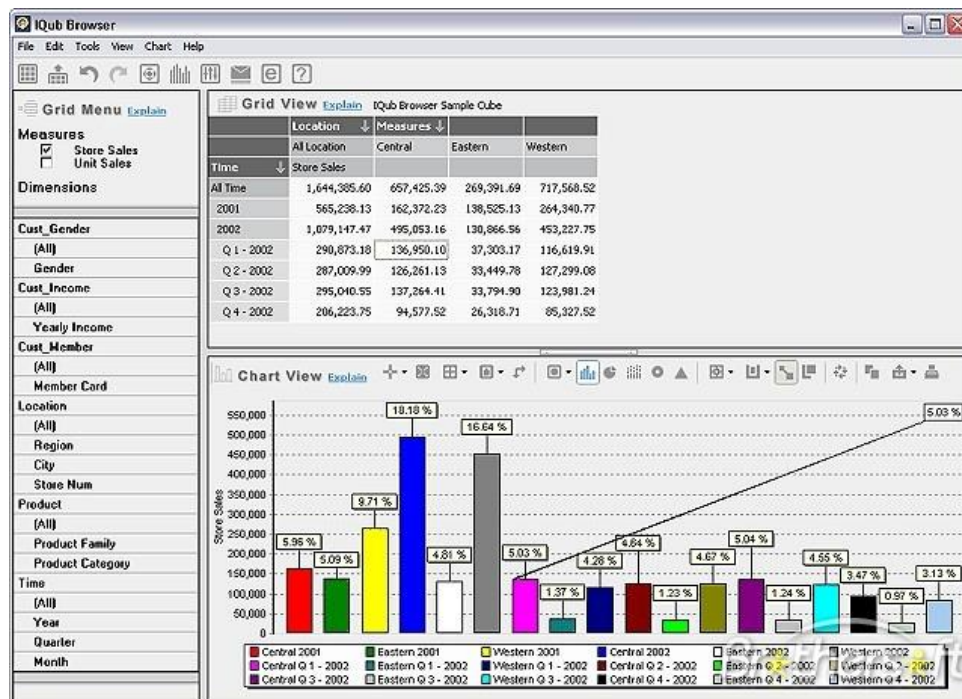 IQub Browser
File Edit Tools View Chart Help
Grid Menu Explain
Measures
Store Sales
Unit Sales
Dimensions
Cust_Gender
(All)
Gender
Cust_Income
(All)
Yearly Income
Cust_Member
(All)
Member Card
Location
(All)
Region
City
Store Num
Product
(All)
Product Family
Product Category
Time
(All)
Year
Quarter
Month
Grid View Explain IQub Browser Sample Cube
Location Measures
All Location Central Eastern Western
Time Store Sales
All Time 1,644,385.60 657,425.39 269,391.69 717,568.52
2001 565,238.13 162,372.23 138,525.13 264,340.77
2002 1,079,147.47 495,053.16 130,866.56 453,227.75
Q 1 - 2002 290,873.18 136,950.10 37,303.17 116,619.91
Q 2 - 2002 287,009.99 126,261.13 33,449.78 127,299.08
Q 3 - 2002 295,040.55 137,264.41 33,794.90 123,981.24
Q 4 - 2002 206,223.75 94,577.52 26,318.71 85,327.52
Chart View Explain
Store Sales
550,000
500,000
450,000
400,000
350,000
300,000
250,000
200,000
150,000
100,000
50,000
0
5.96 % 5.09 % 9.71 % 18.18 % 4.81 % 16.64 % 5.03 % 1.37 % 4.28 % 4.64 % 1.23 % 4.67 % 5.04 % 1.24 % 4.55 % 3.47 % 0.97 % 3.13 %
5.03 %
Central 2001 Eastern 2001 Western 2001 Central 2002 Eastern 2002 Western 2002
Central Q 1 - 2002 Eastern Q 1 - 2002 Western Q 1 - 2002 Central Q 2 - 2002 Eastern Q 2 - 2002 Western Q 2 - 2002
Central Q 3 - 2002 Eastern Q 3 - 2002 Western Q 3 - 2002 Central Q 4 - 2002 Eastern Q 4 - 2002 Western Q 4 - 2002